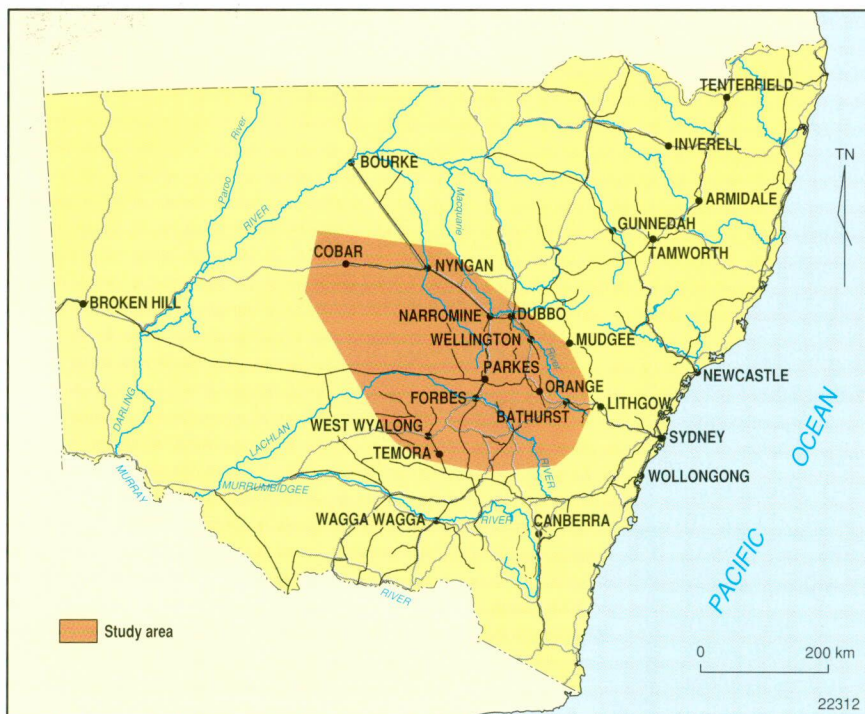 TENTERFIELD
INVERELL
TN
BOURKE
Paroo River
RIVER
Macquarie
ARMIDALE
GUNNEDAH
TAMWORTH
COBAR
NYNGAN
BROKEN HILL
NARROMINE
DUBBO
WELLINGTON
River
MUDGEE
PARKES
NEWCASTLE
DARLING
FORBES
ORANGE
LITHGOW
BATHURST
LACHLAN
WEST WYALONG
SYDNEY
OCEAN
TEMORA
RIVER
MURRAY
MURRUMBIDGEE
WOLLONGONG
WAGGA WAGGA
RIVER
CANBERRA
PACIFIC
RIVER
Study area
0 200 km
22312